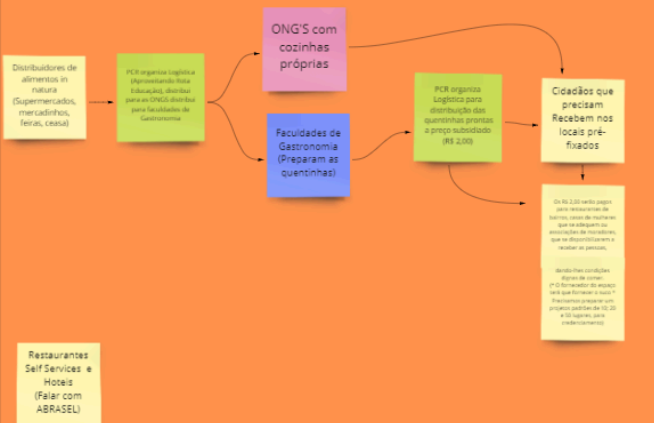 Distribuidores de
alimentos in
natura
(Supermercados,
mercadinhos,
feiras, ceasa)
PCR organiza Logística
(Aproveitando Rota
Educação), distribui
para as ONGS distribui
para faculdades de
Gastronomia
ONG'S com
cozinhas
próprias
Faculdades de
Gastronomia
(Preparam as
quentinhas)
PCR organiza
Logística para
distribuição das
quentinhas prontas
a preço subsidiado
(R$ 2,00)
Cidadãos que
precisam
Recebem nos
locais pré-
fixados
Os R$ 2,00 serão pagos
para restaurantes de
bairros, casas de mulheres
que se adequem ou
associações de moradores,
que se disponibilizarem a
receber as pessoas,
dando-lhes condições
dignas de comer.
(* O fornecedor do espaço
terá que fornecer o suco *
Precisamos preparar um
projetos padrões de 10, 20
e 50 lugares, para
credenciamento)
Restaurantes
Self Services e
Hoteis
(Falar com
ABRASEL)